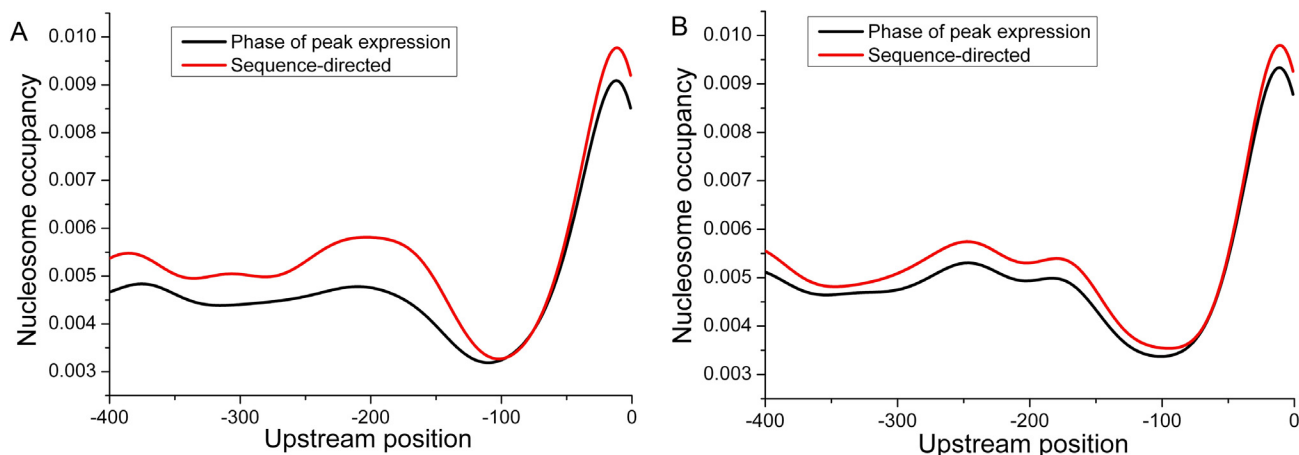 A
Phase of peak expression
Sequence-directed
Nucleosome occupancy
0.010
0.009
0.008
0.007
0.006
0.005
0.004
0.003
-400
-300
-200
-100
0
Upstream position
B
Phase of peak expression
Sequence-directed
Nucleosome occupancy
0.010
0.009
0.008
0.007
0.006
0.005
0.004
0.003
-400
-300
-200
-100
0
Upstream position